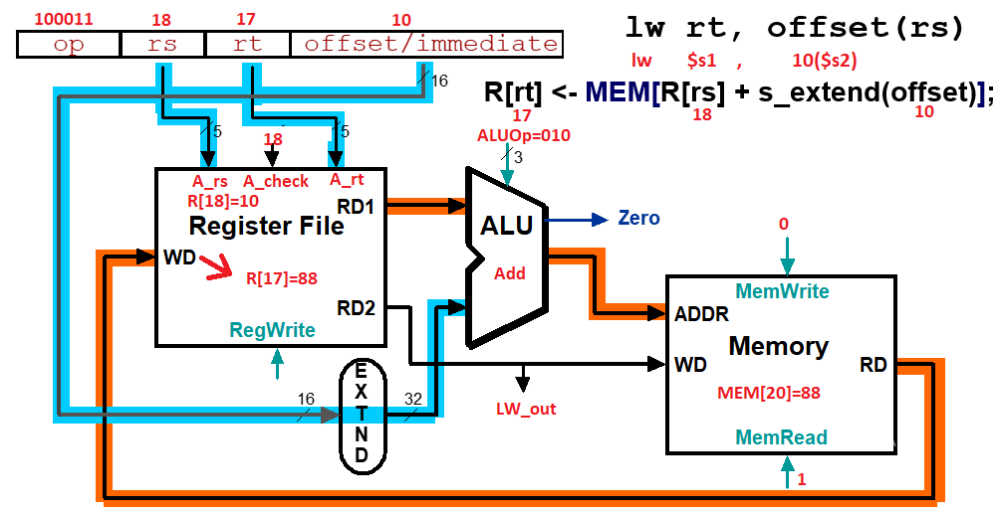 100011 18 17 10
op rs rt offset/immediate
lw rt, offset(rs)
lw $s1 , 10($s2)
R[rt] <- MEM[R[rs] + s_extend(offset)];
17 18 10
ALUOp=010
16
5 18 5 3
A_rs A_check A_rt
R[18]=10
RD1
Register File
ALU
Zero
WD
R[17]=88
Add
0
MemWrite
RD2
RegWrite
ADDR
Memory
WD
RD
EXTND
16
32
LW_out
MEM[20]=88
MemRead
1